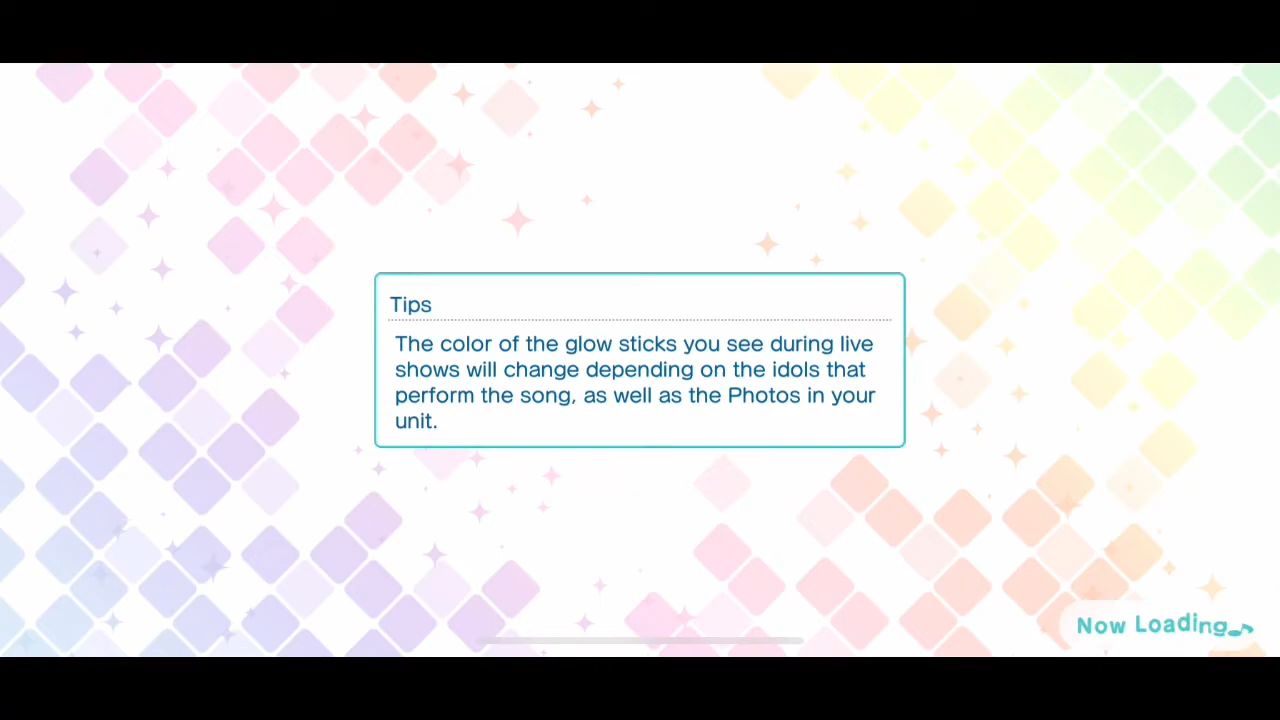 Tips
The color of the glow sticks you see during live
shows will change depending on the idols that
perform the song, as well as the Photos in your
unit.
Now Loading